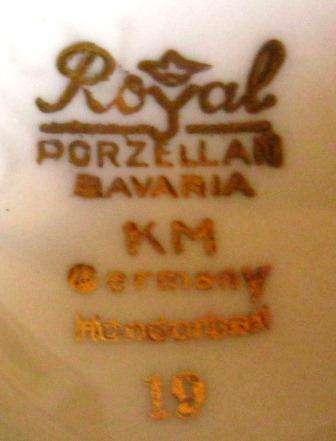 Royal
PORZELLAN
BAVARIA
KM
Germany
Handarbeit
19